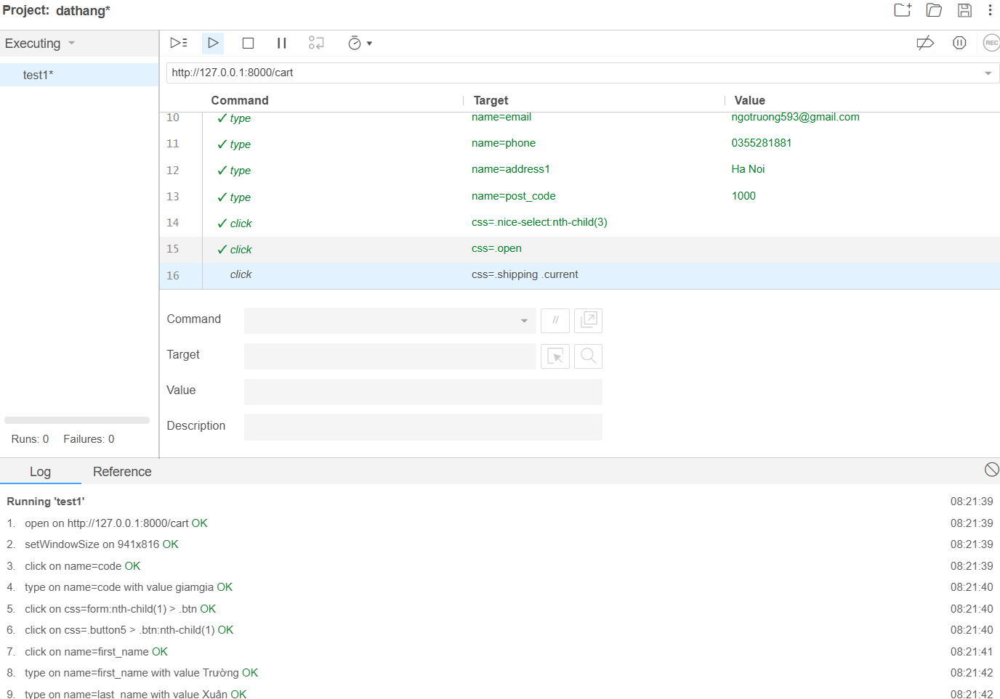 Project: dathang*
Executing
test1*
http://127.0.0.1:8000/cart
Command Target Value
10 ✓ type name=email ngotruong593@gmail.com
11 ✓ type name=phone 0355281881
12 ✓ type name=address1 Ha Noi
13 ✓ type name=post_code 1000
14 ✓ click css=.nice-select:nth-child(3)
15 ✓ click css=.open
16 click css=.shipping .current
Command //
Target
Value
Description
Runs: 0 Failures: 0
REC
Log Reference
Running 'test1' 08:21:39
1. open on http://127.0.0.1:8000/cart OK 08:21:39
2. setWindowSize on 941x816 OK 08:21:39
3. click on name=code OK 08:21:39
4. type on name=code with value giamgia OK 08:21:40
5. click on css=form:nth-child(1) > .btn OK 08:21:40
6. click on css=.button5 > .btn:nth-child(1) OK 08:21:40
7. click on name=first_name OK 08:21:41
8. type on name=first_name with value Trường OK 08:21:42
9. type on name=last_name with value Xuân OK 08:21:42